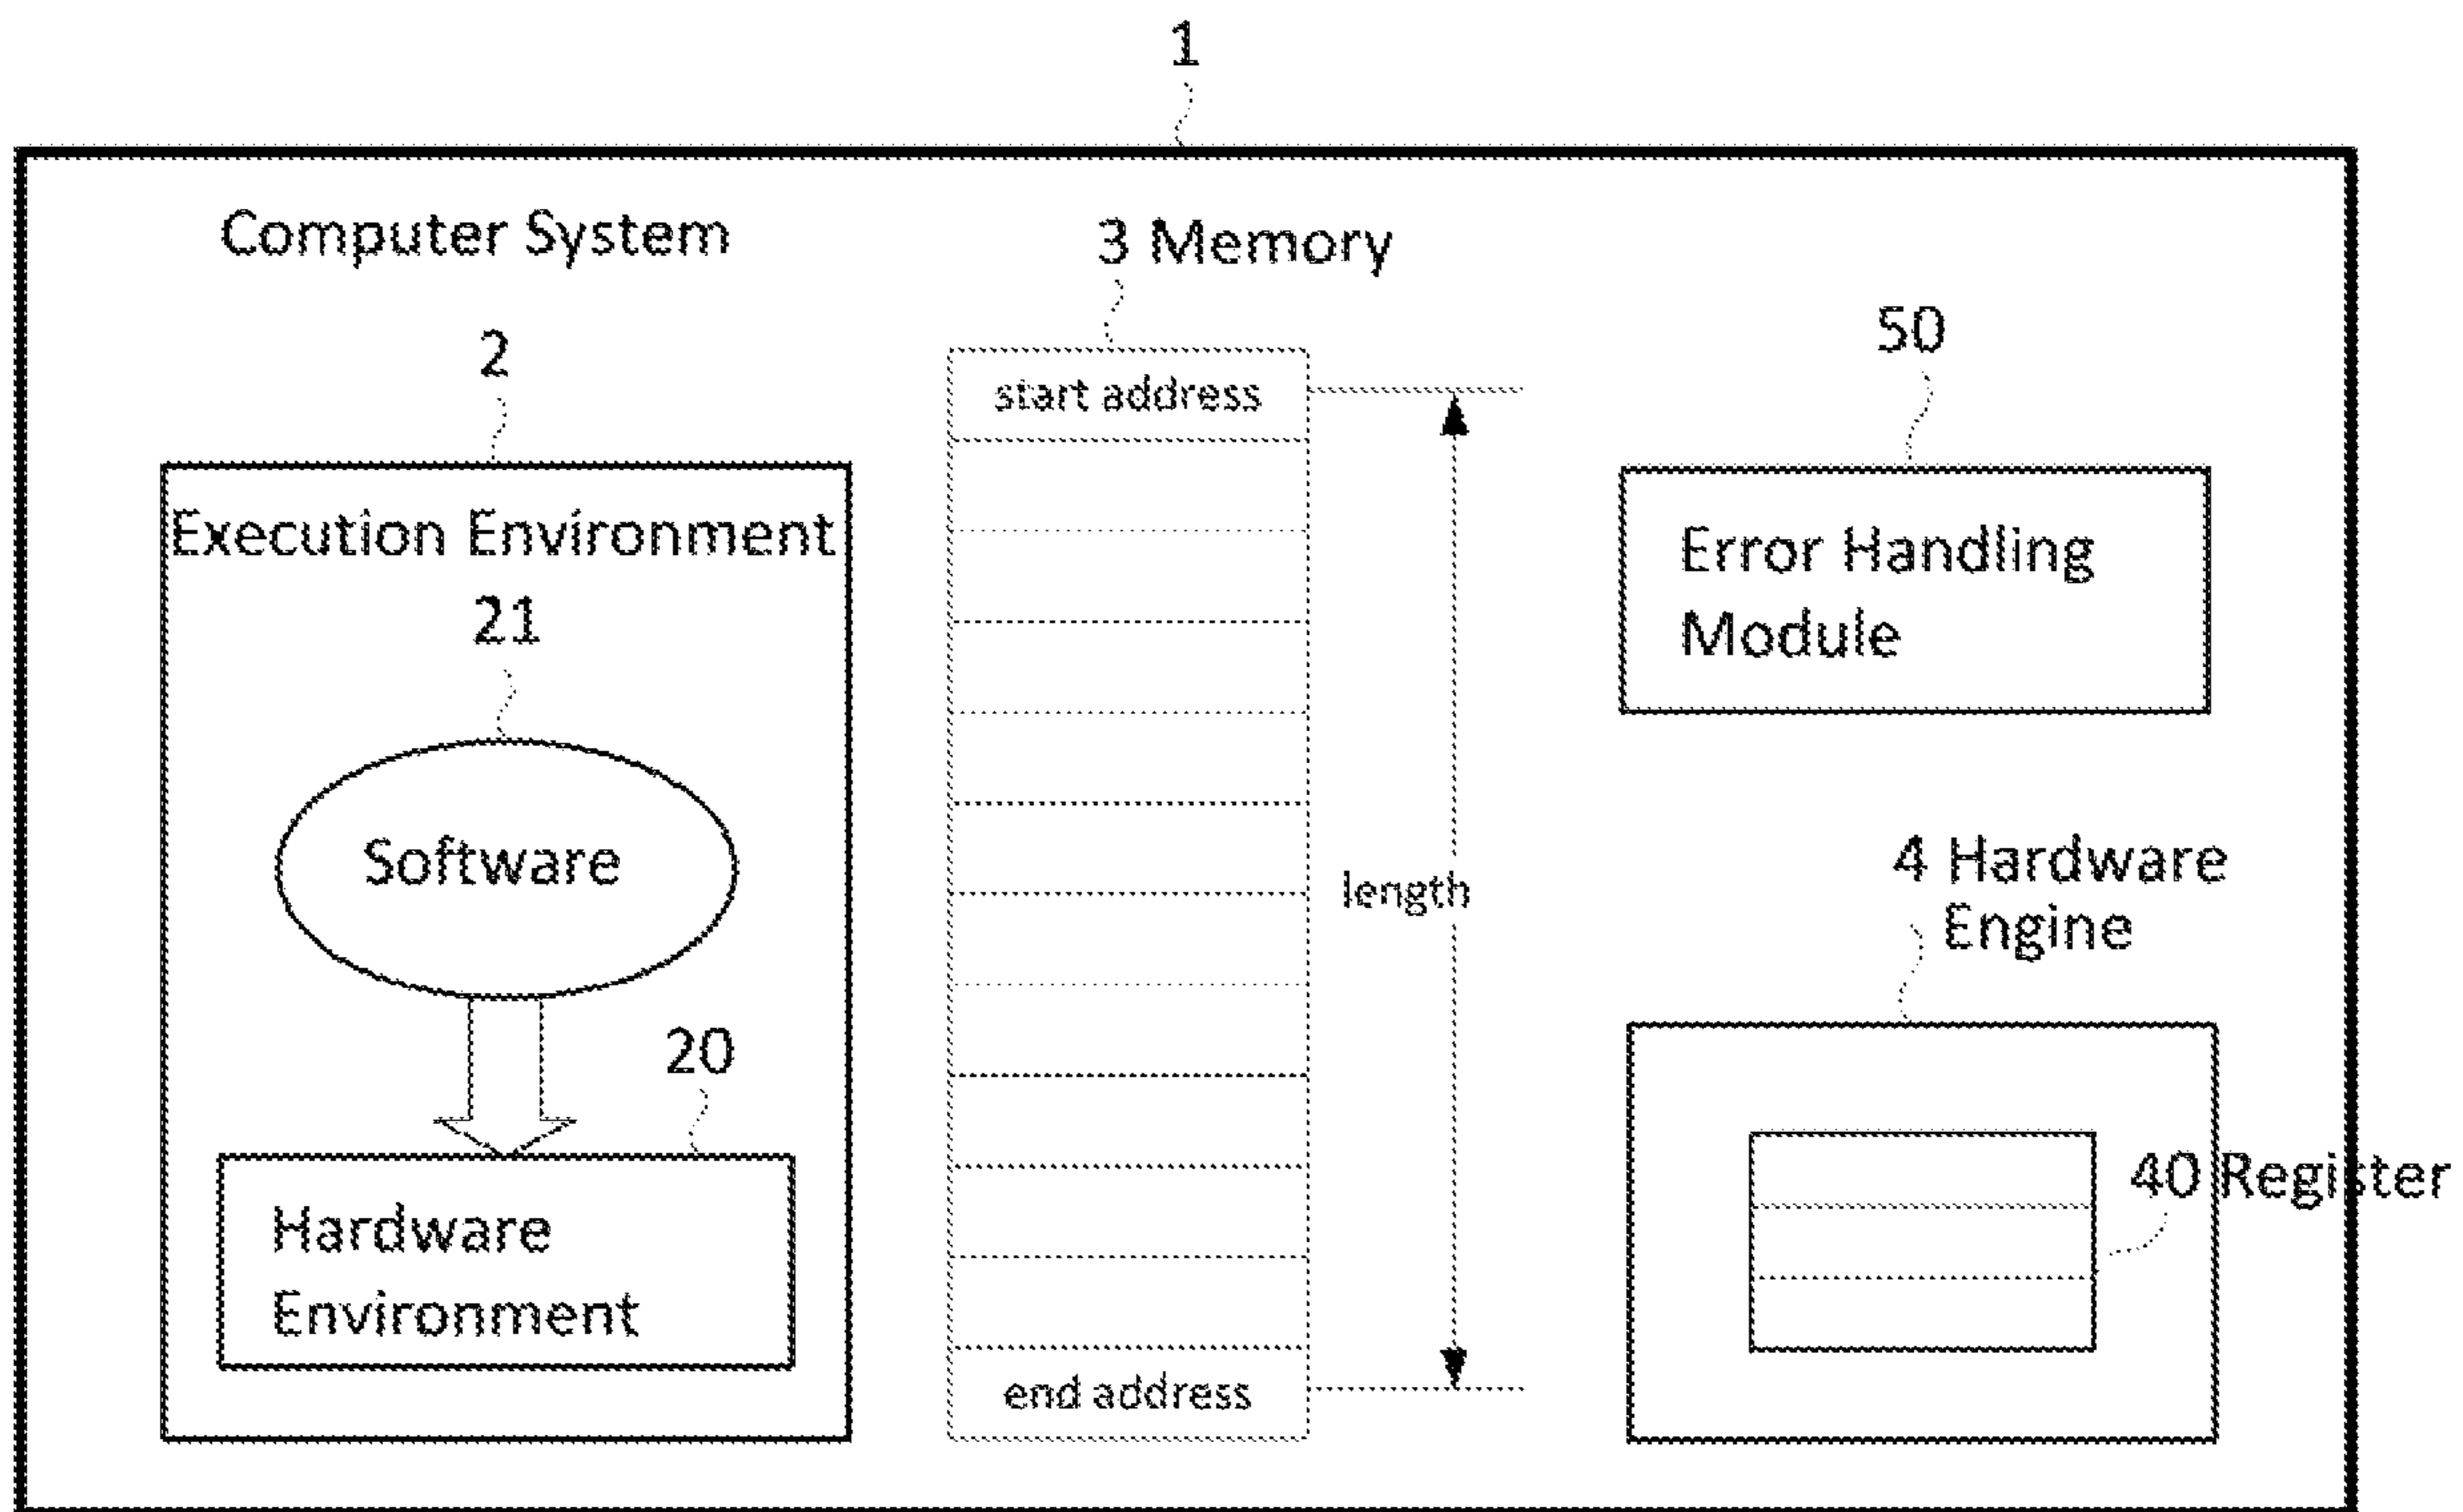 1
Computer System
3 Memory
2
50
start address
Execution Environment
21
Error Handling
Module
Software
length
4 Hardware
Engine
20
40 Register
Hardware
Environment
end address